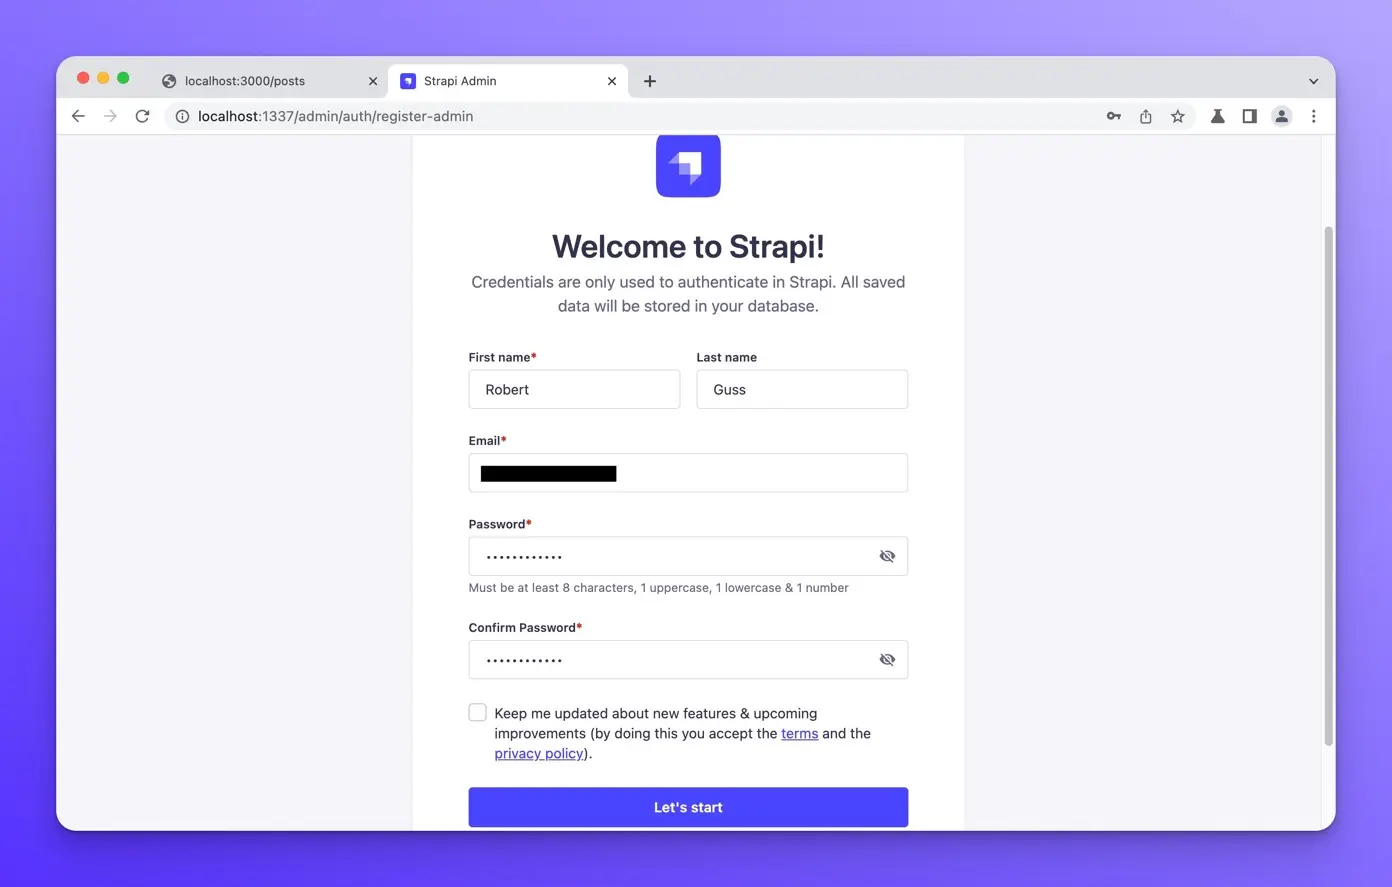 localhost:3000/posts
Strapi Admin
localhost:1337/admin/auth/register-admin
Welcome to Strapi!
Credentials are only used to authenticate in Strapi. All saved
data will be stored in your database.
First name*
Last name
Robert
Guss
Email*
Password*
••••••••••••
Must be at least 8 characters, 1 uppercase, 1 lowercase & 1 number
Confirm Password*
••••••••••••
Keep me updated about new features & upcoming
improvements (by doing this you accept the terms and the
privacy policy).
Let's start